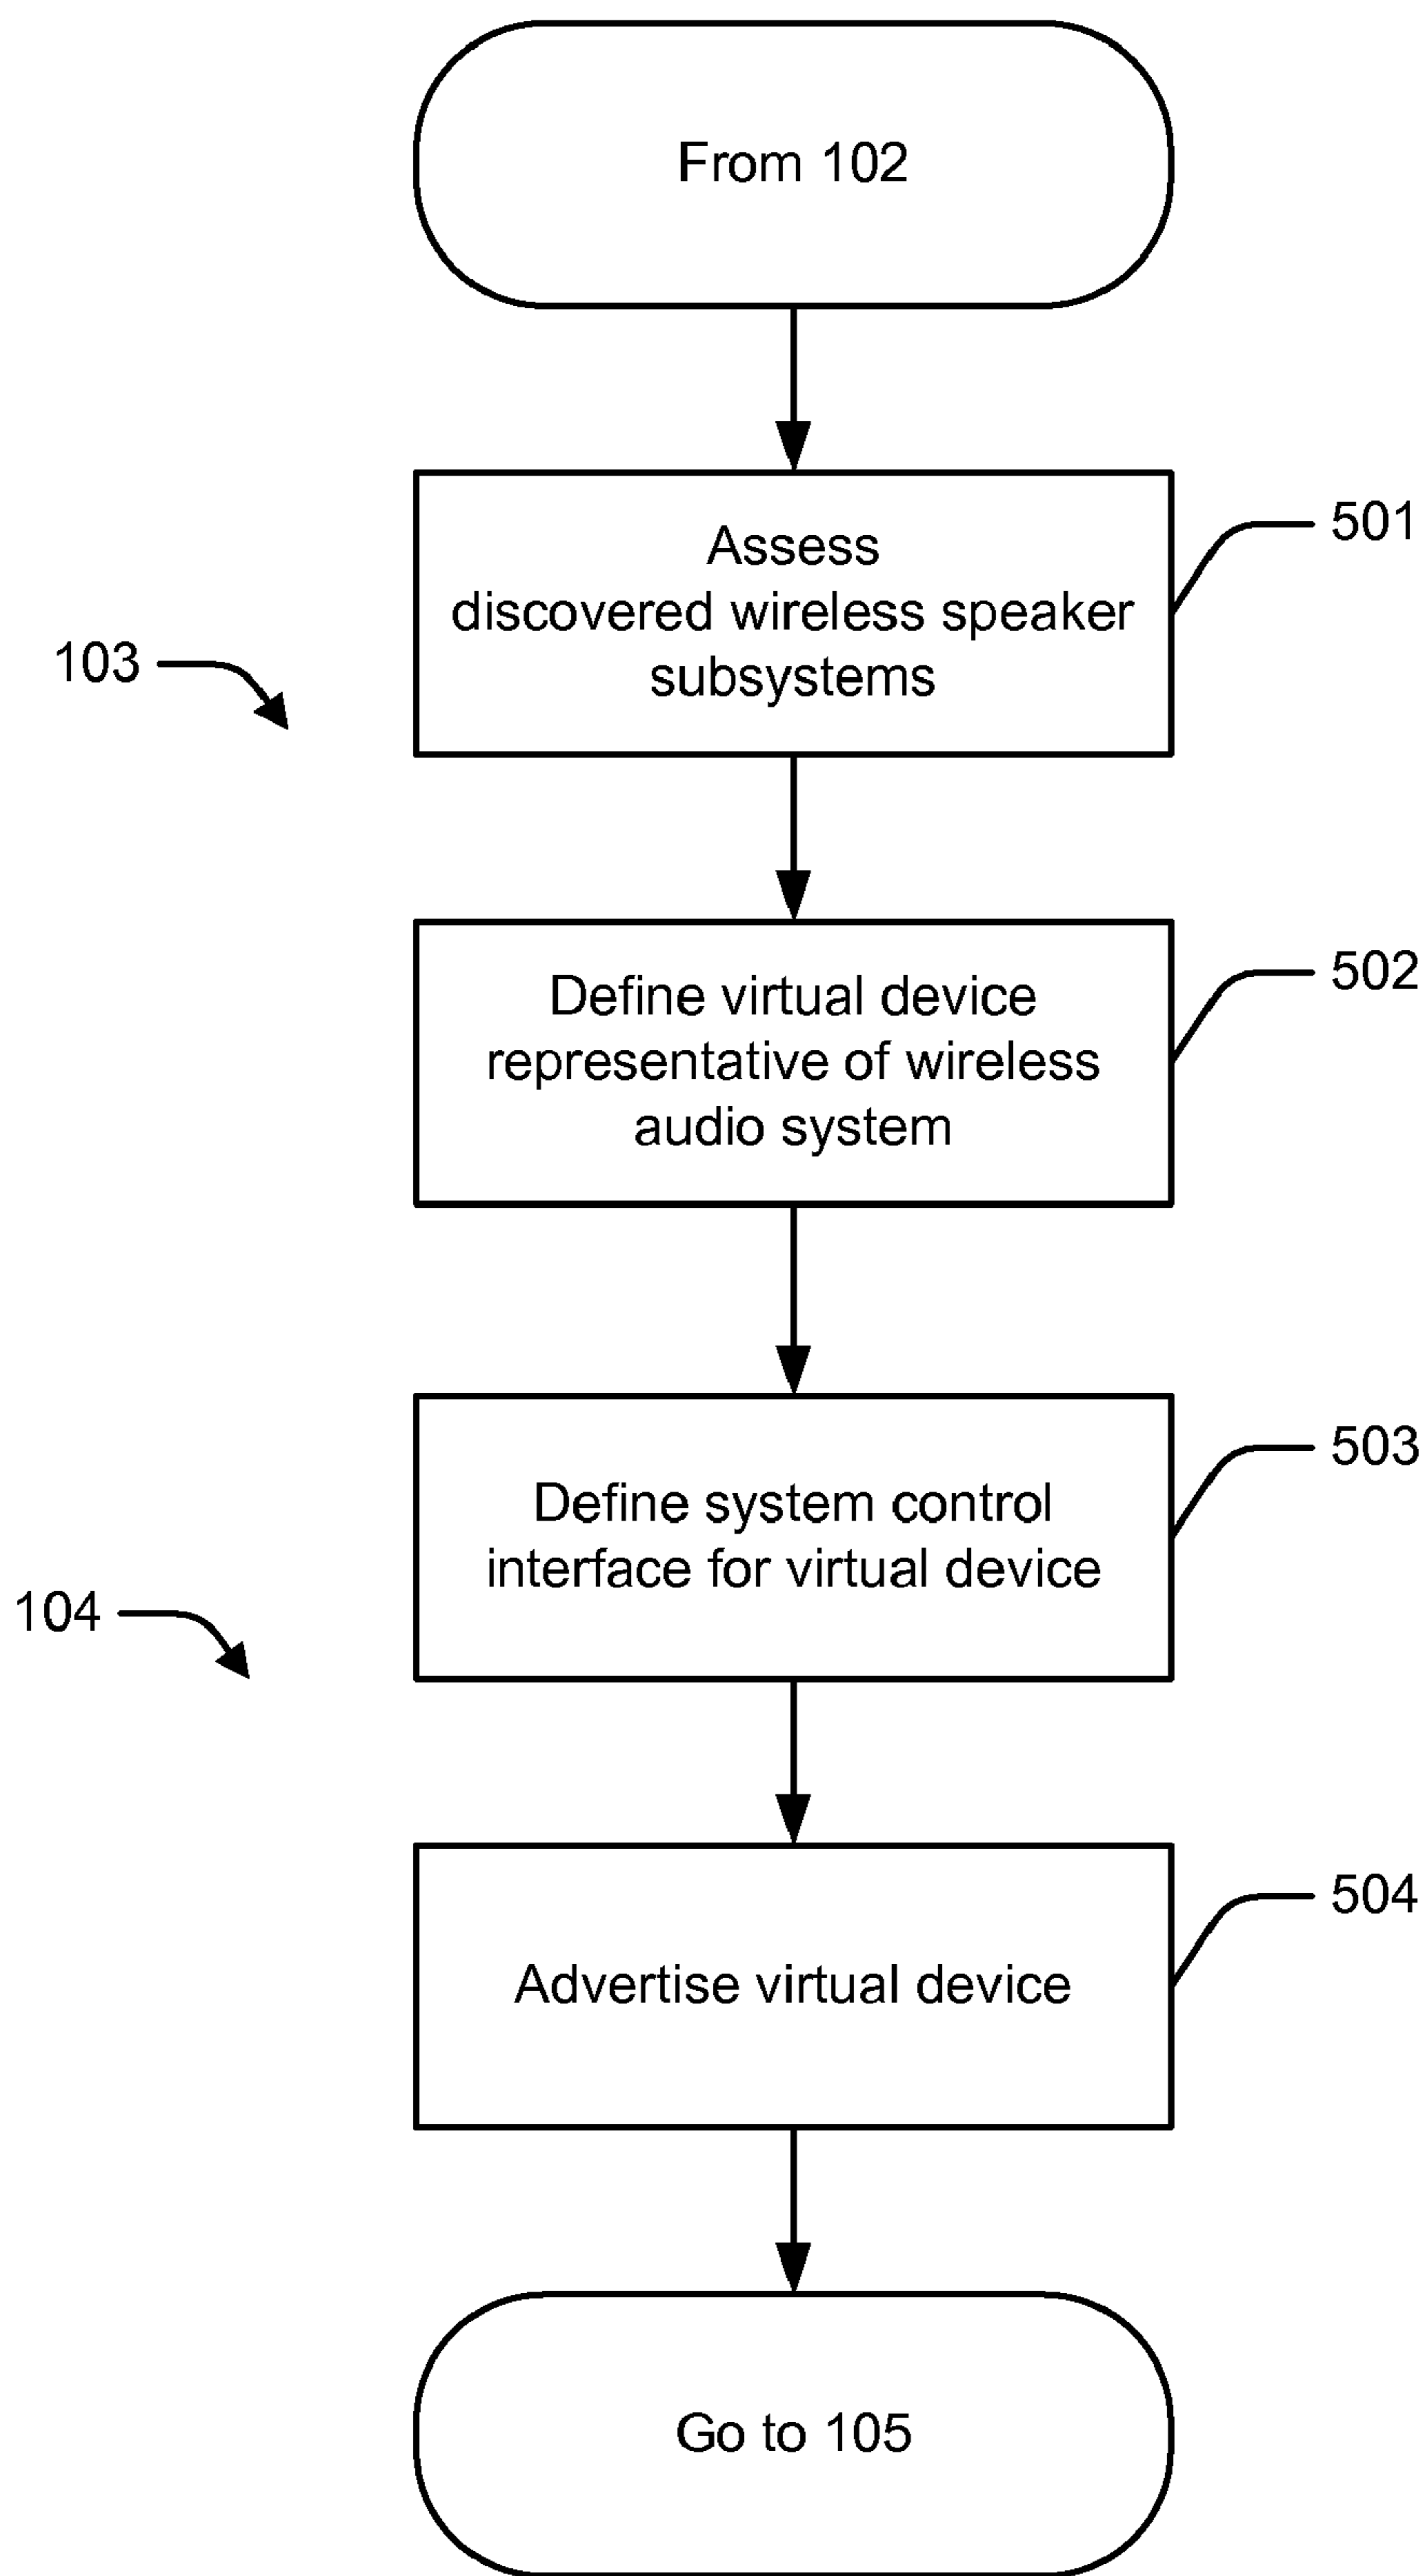 From 102
Assess
discovered wireless speaker
subsystems
501
103
Define virtual device
representative of wireless
audio system
502
Define system control
interface for virtual device
503
104
Advertise virtual device
504
Go to 105